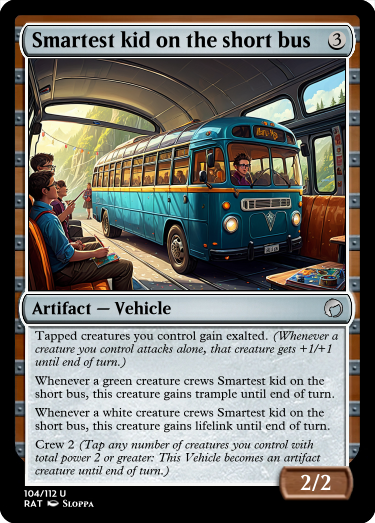 Smartest kid on the short bus 3
Artifact — Vehicle
Tapped creatures you control gain exalted. (Whenever a
creature you control attacks alone, that creature gets +1/+1
until end of turn.)
Whenever a green creature crews Smartest kid on the
short bus, this creature gains trample until end of turn.
Whenever a white creature crews Smartest kid on the
short bus, this creature gains lifelink until end of turn.
Crew 2 (Tap any number of creatures you control with
total power 2 or greater: This Vehicle becomes an artifact
creature until end of turn.)
2/2
104/112 U
RAT Sloppa